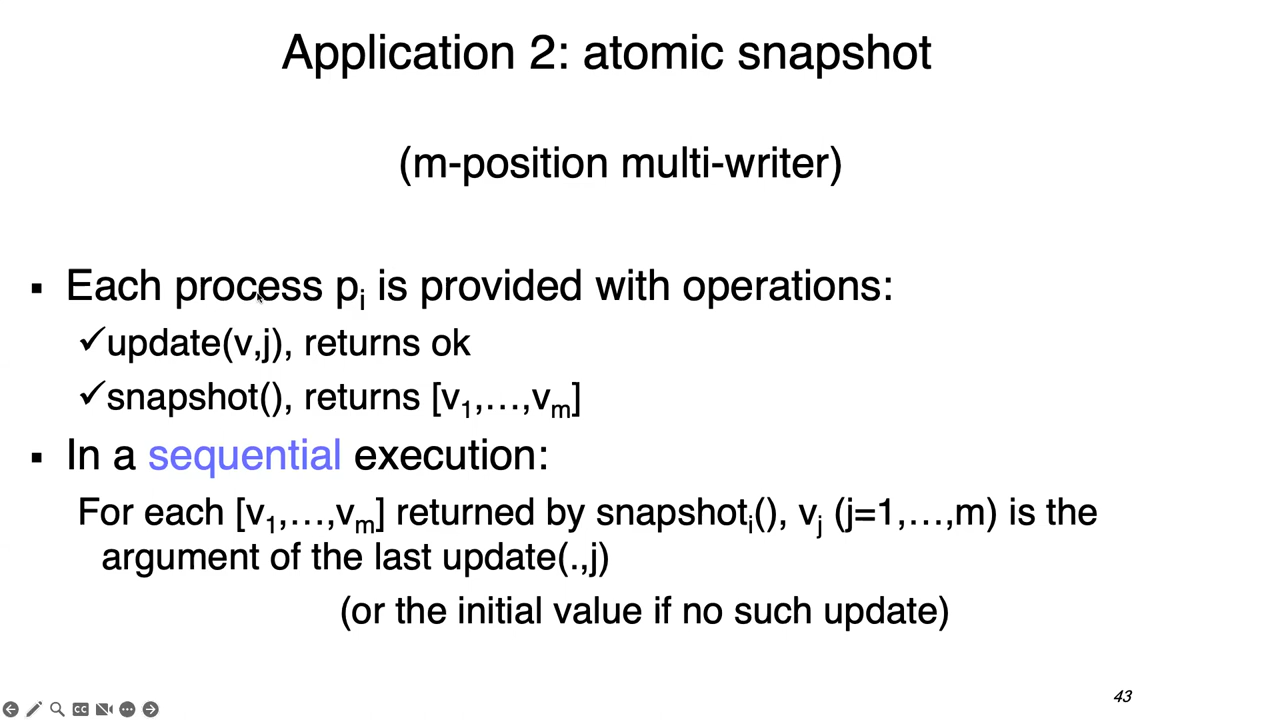 Application 2: atomic snapshot
(m-position multi-writer)
▪ Each process pᵢ is provided with operations:
✓update(v,j), returns ok
✓snapshot(), returns [v₁,…,vₘ]
▪ In a sequential execution:
For each [v₁,…,vₘ] returned by snapshotᵢ(), vⱼ (j=1,…,m) is the
argument of the last update(.,j)
(or the initial value if no such update)
43
CC